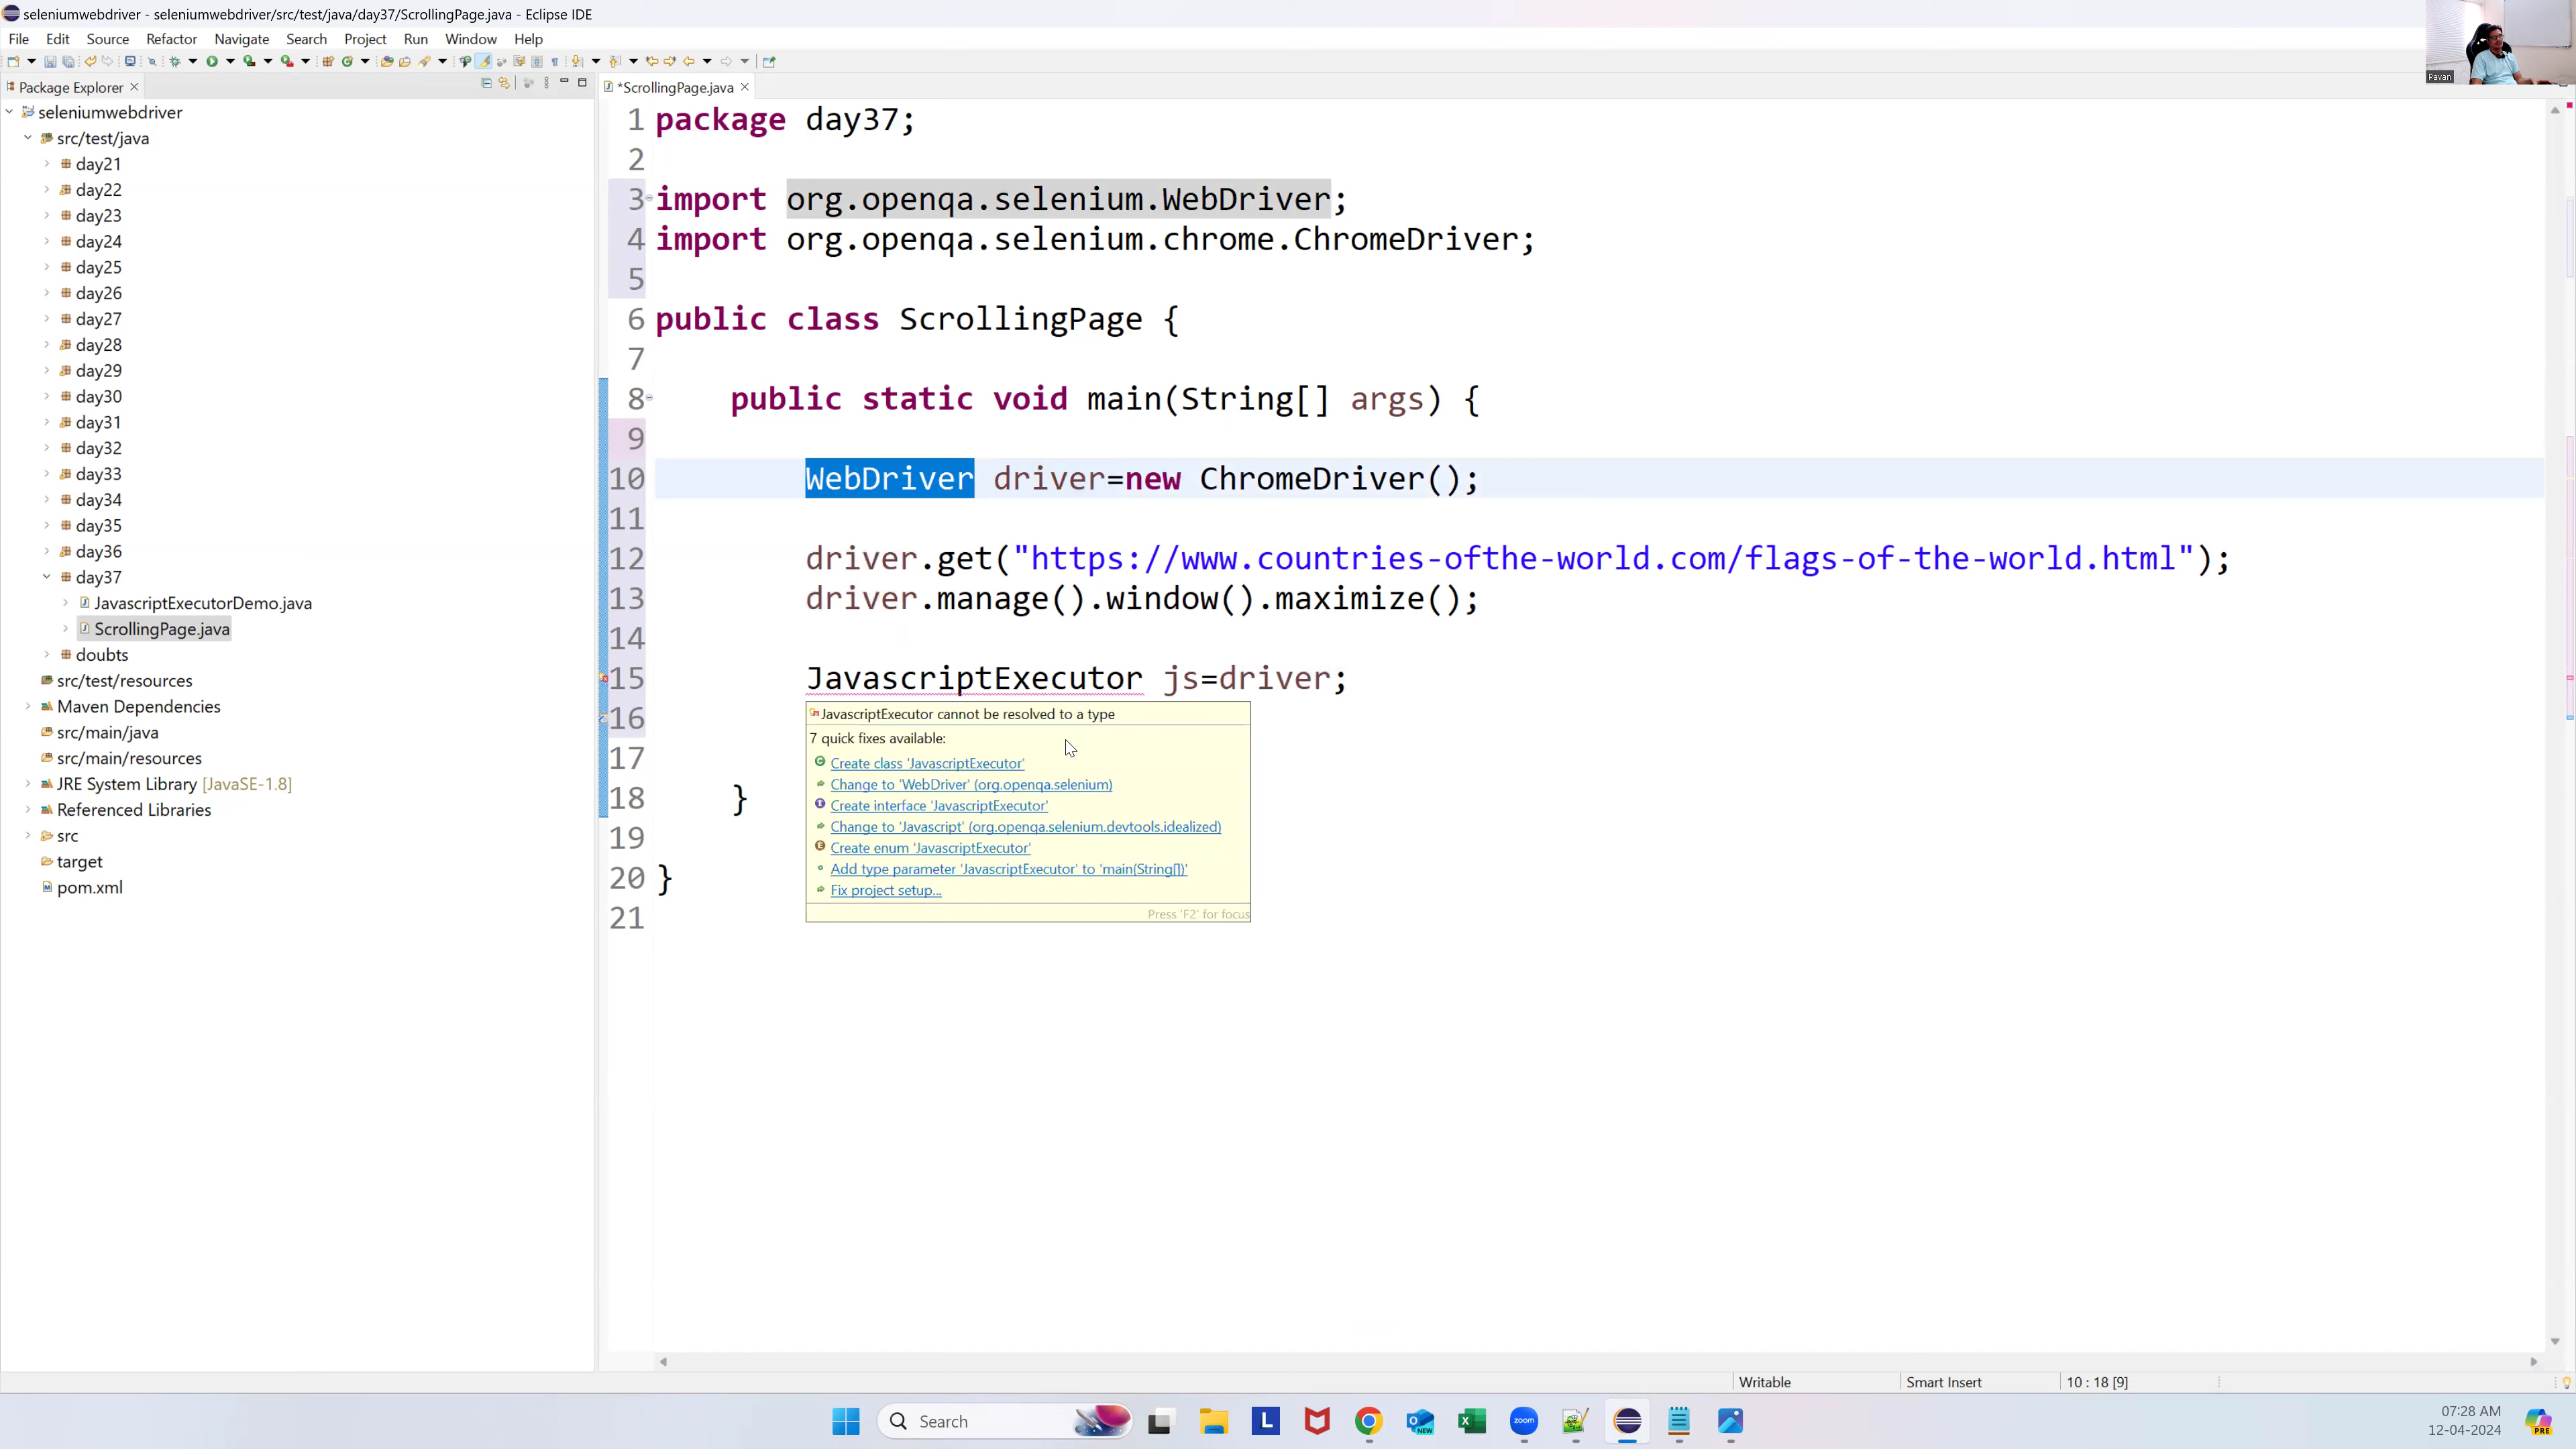 seleniumwebdriver - seleniumwebdriver/src/test/java/day37/ScrollingPage.java - Eclipse IDE
File Edit Source Refactor Navigate Search Project Run Window Help
Pavan
Package Explorer
*ScrollingPage.java
seleniumwebdriver
src/test/java
day21
day22
day23
day24
day25
day26
day27
day28
day29
day30
day31
day32
day33
day34
day35
day36
day37
JavascriptExecutorDemo.java
ScrollingPage.java
doubts
src/test/resources
Maven Dependencies
src/main/java
src/main/resources
JRE System Library [JavaSE-1.8]
Referenced Libraries
src
target
pom.xml
1 package day37;
2
3 import org.openqa.selenium.WebDriver;
4 import org.openqa.selenium.chrome.ChromeDriver;
5
6 public class ScrollingPage {
7
8 public static void main(String[] args) {
9
10 WebDriver driver=new ChromeDriver();
11
12 driver.get("https://www.countries-ofthe-world.com/flags-of-the-world.html");
13 driver.manage().window().maximize();
14
15 JavascriptExecutor js=driver;
16
17
18 }
19
20 }
21
JavascriptExecutor cannot be resolved to a type
7 quick fixes available:
Create class 'JavascriptExecutor'
Change to 'WebDriver' (org.openqa.selenium)
Create interface 'JavascriptExecutor'
Change to 'Javascript' (org.openqa.selenium.devtools.idealized)
Create enum 'JavascriptExecutor'
Add type parameter 'JavascriptExecutor' to 'main(String[])'
Fix project setup...
Press 'F2' for focus
Writable Smart Insert 10 : 18 [9]
Search
L
NEW
zoom
07:28 AM
12-04-2024
PRE